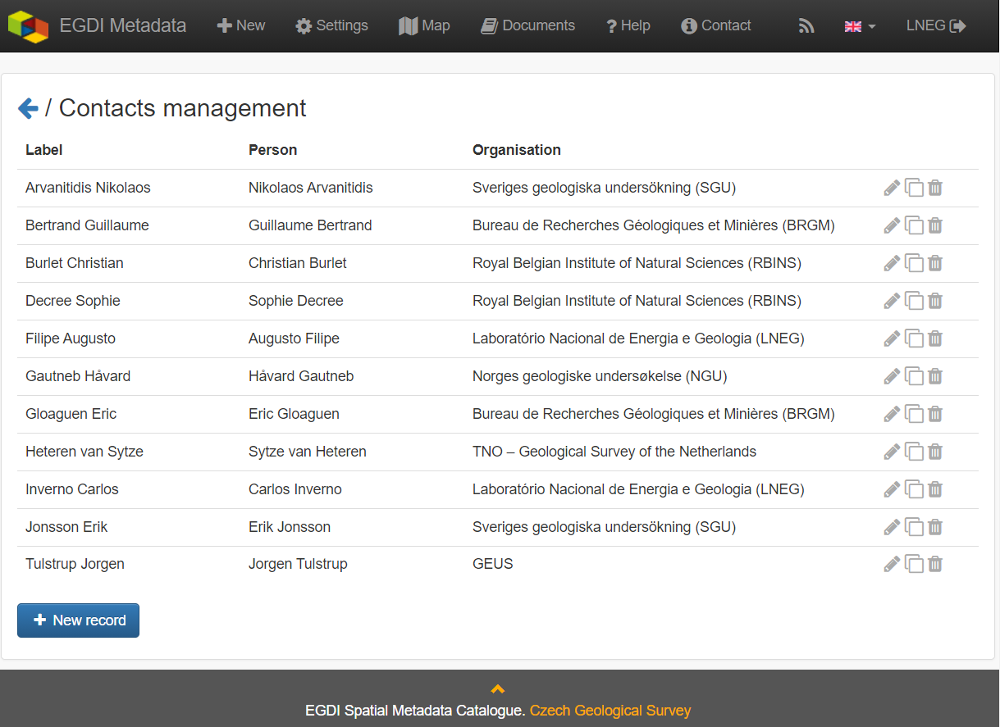 EGDI Metadata New Settings Map Documents ? Help Contact LNEG
/ Contacts management
Label Person Organisation
Arvanitidis Nikolaos Nikolaos Arvanitidis Sveriges geologiska undersökning (SGU)
Bertrand Guillaume Guillaume Bertrand Bureau de Recherches Géologiques et Minières (BRGM)
Burlet Christian Christian Burlet Royal Belgian Institute of Natural Sciences (RBINS)
Decree Sophie Sophie Decree Royal Belgian Institute of Natural Sciences (RBINS)
Filipe Augusto Augusto Filipe Laboratório Nacional de Energia e Geologia (LNEG)
Gautneb Håvard Håvard Gautneb Norges geologiske undersøkelse (NGU)
Gloaguen Eric Eric Gloaguen Bureau de Recherches Géologiques et Minières (BRGM)
Heteren van Sytze Sytze van Heteren TNO – Geological Survey of the Netherlands
Inverno Carlos Carlos Inverno Laboratório Nacional de Energia e Geologia (LNEG)
Jonsson Erik Erik Jonsson Sveriges geologiska undersökning (SGU)
Tulstrup Jorgen Jorgen Tulstrup GEUS
New record
EGDI Spatial Metadata Catalogue. Czech Geological Survey